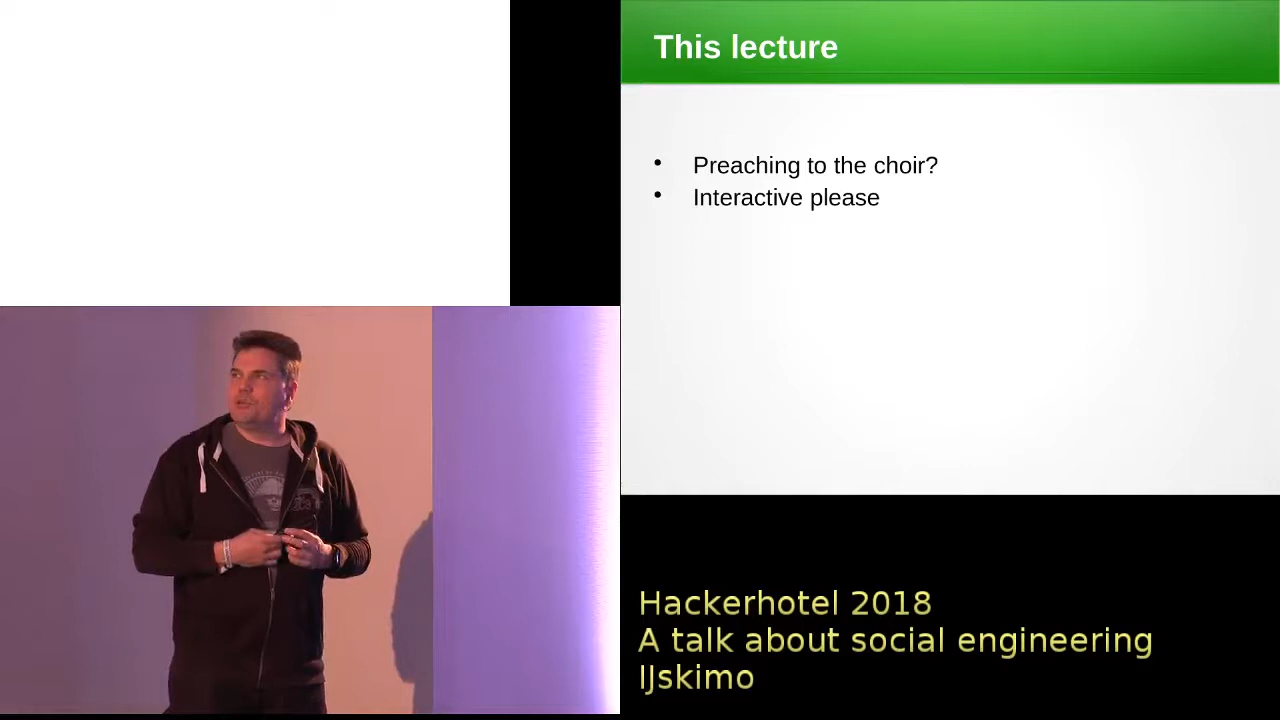 This lecture
• Preaching to the choir?
• Interactive please
Hackerhotel 2018
A talk about social engineering
IJskimo